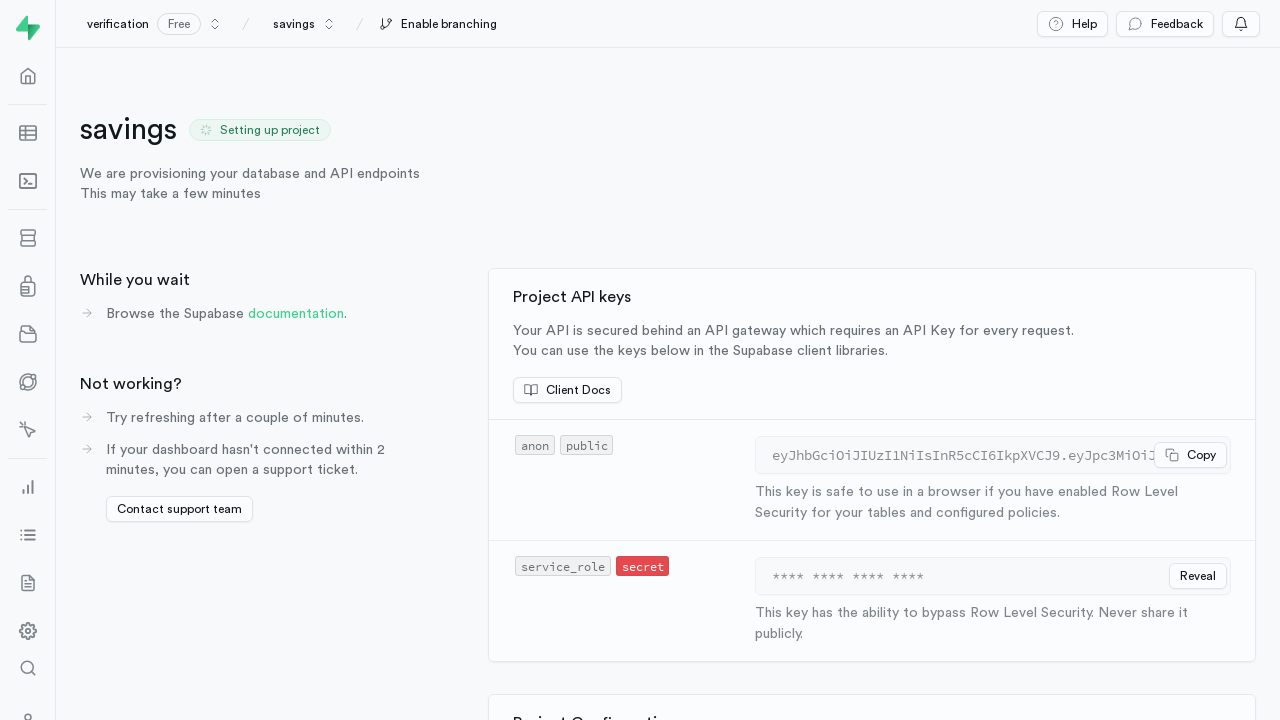 verification Free / savings / Enable branching
Help Feedback
savings Setting up project
We are provisioning your database and API endpoints
This may take a few minutes
While you wait
Browse the Supabase documentation.
Not working?
Try refreshing after a couple of minutes.
If your dashboard hasn't connected within 2
minutes, you can open a support ticket.
Contact support team
Project API keys
Your API is secured behind an API gateway which requires an API Key for every request.
You can use the keys below in the Supabase client libraries.
Client Docs
anon public
eyJhbGciOiJIUzI1NiIsInR5cCI6IkpXVCJ9.eyJpc3MiOiJ Copy
This key is safe to use in a browser if you have enabled Row Level
Security for your tables and configured policies.
service_role secret
**** **** **** **** Reveal
This key has the ability to bypass Row Level Security. Never share it
publicly.
Project Configuration